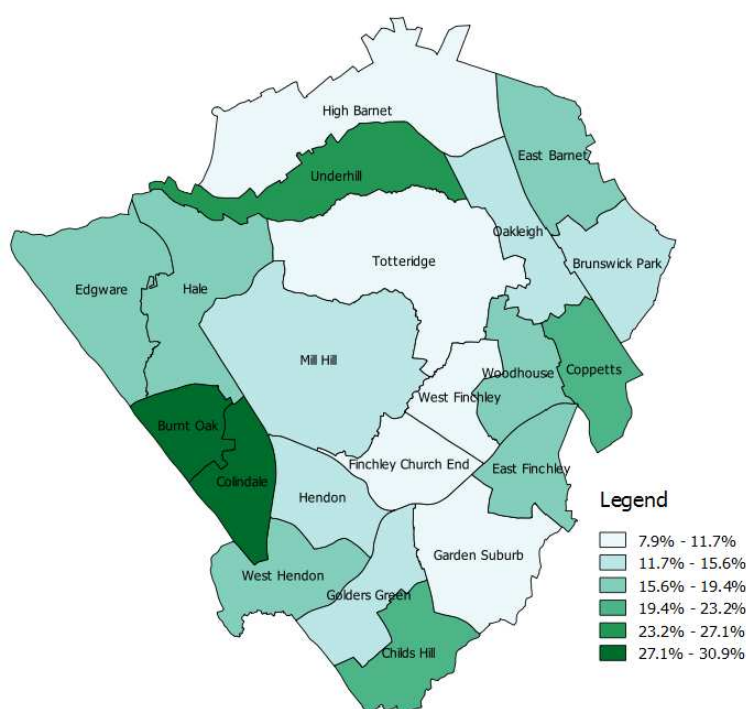 High Barnet
East Barnet
Underhill
Oakleigh
Totteridge
Brunswick Park
Edgware
Hale
Mill Hill
Woodhouse
Coppetts
West Finchley
Burnt Oak
Finchley Church End
East Finchley
Colindale
Hendon
Garden Suburb
West Hendon
Golders Green
Childs Hill
Legend
7.9% - 11.7%
11.7% - 15.6%
15.6% - 19.4%
19.4% - 23.2%
23.2% - 27.1%
27.1% - 30.9%